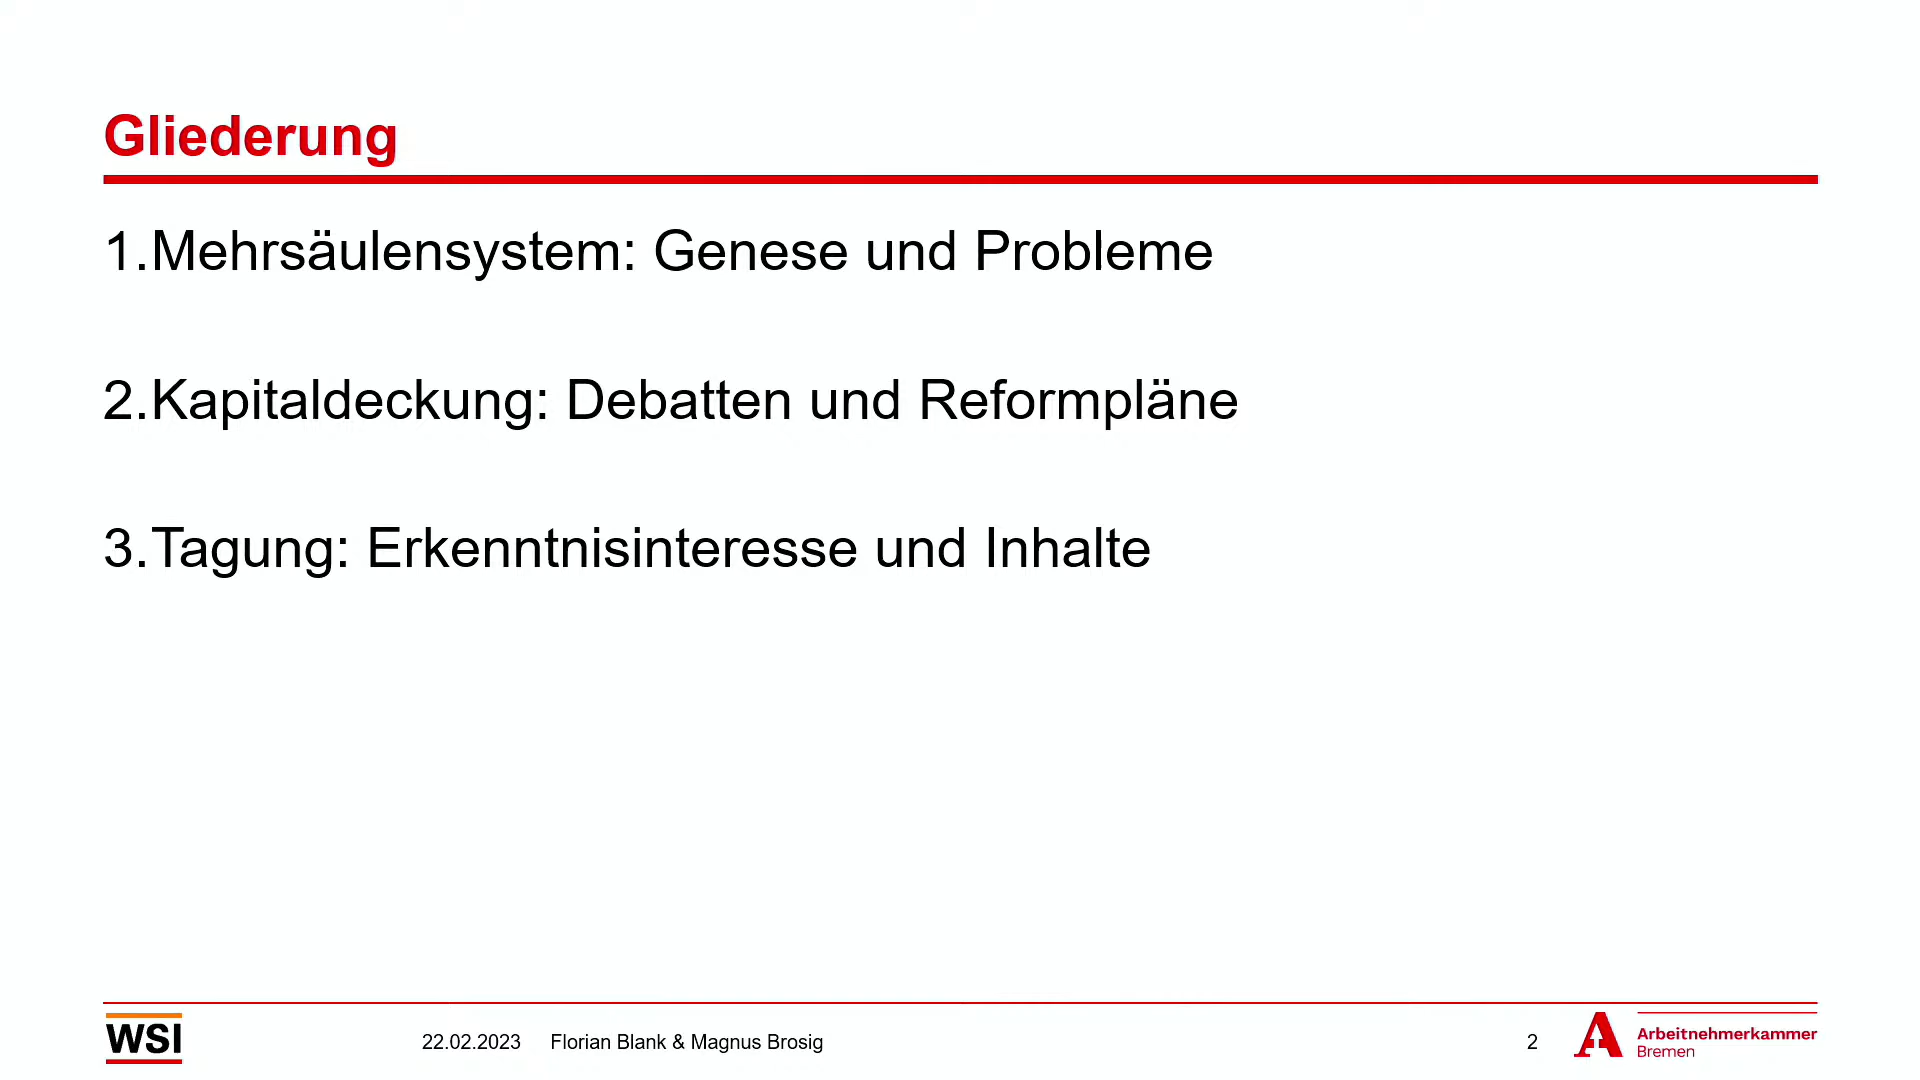 Gliederung
1.Mehrsäulensystem: Genese und Probleme
2.Kapitaldeckung: Debatten und Reformpläne
3.Tagung: Erkenntnisinteresse und Inhalte
WSI
22.02.2023 Florian Blank & Magnus Brosig
2
Arbeitnehmerkammer
Bremen